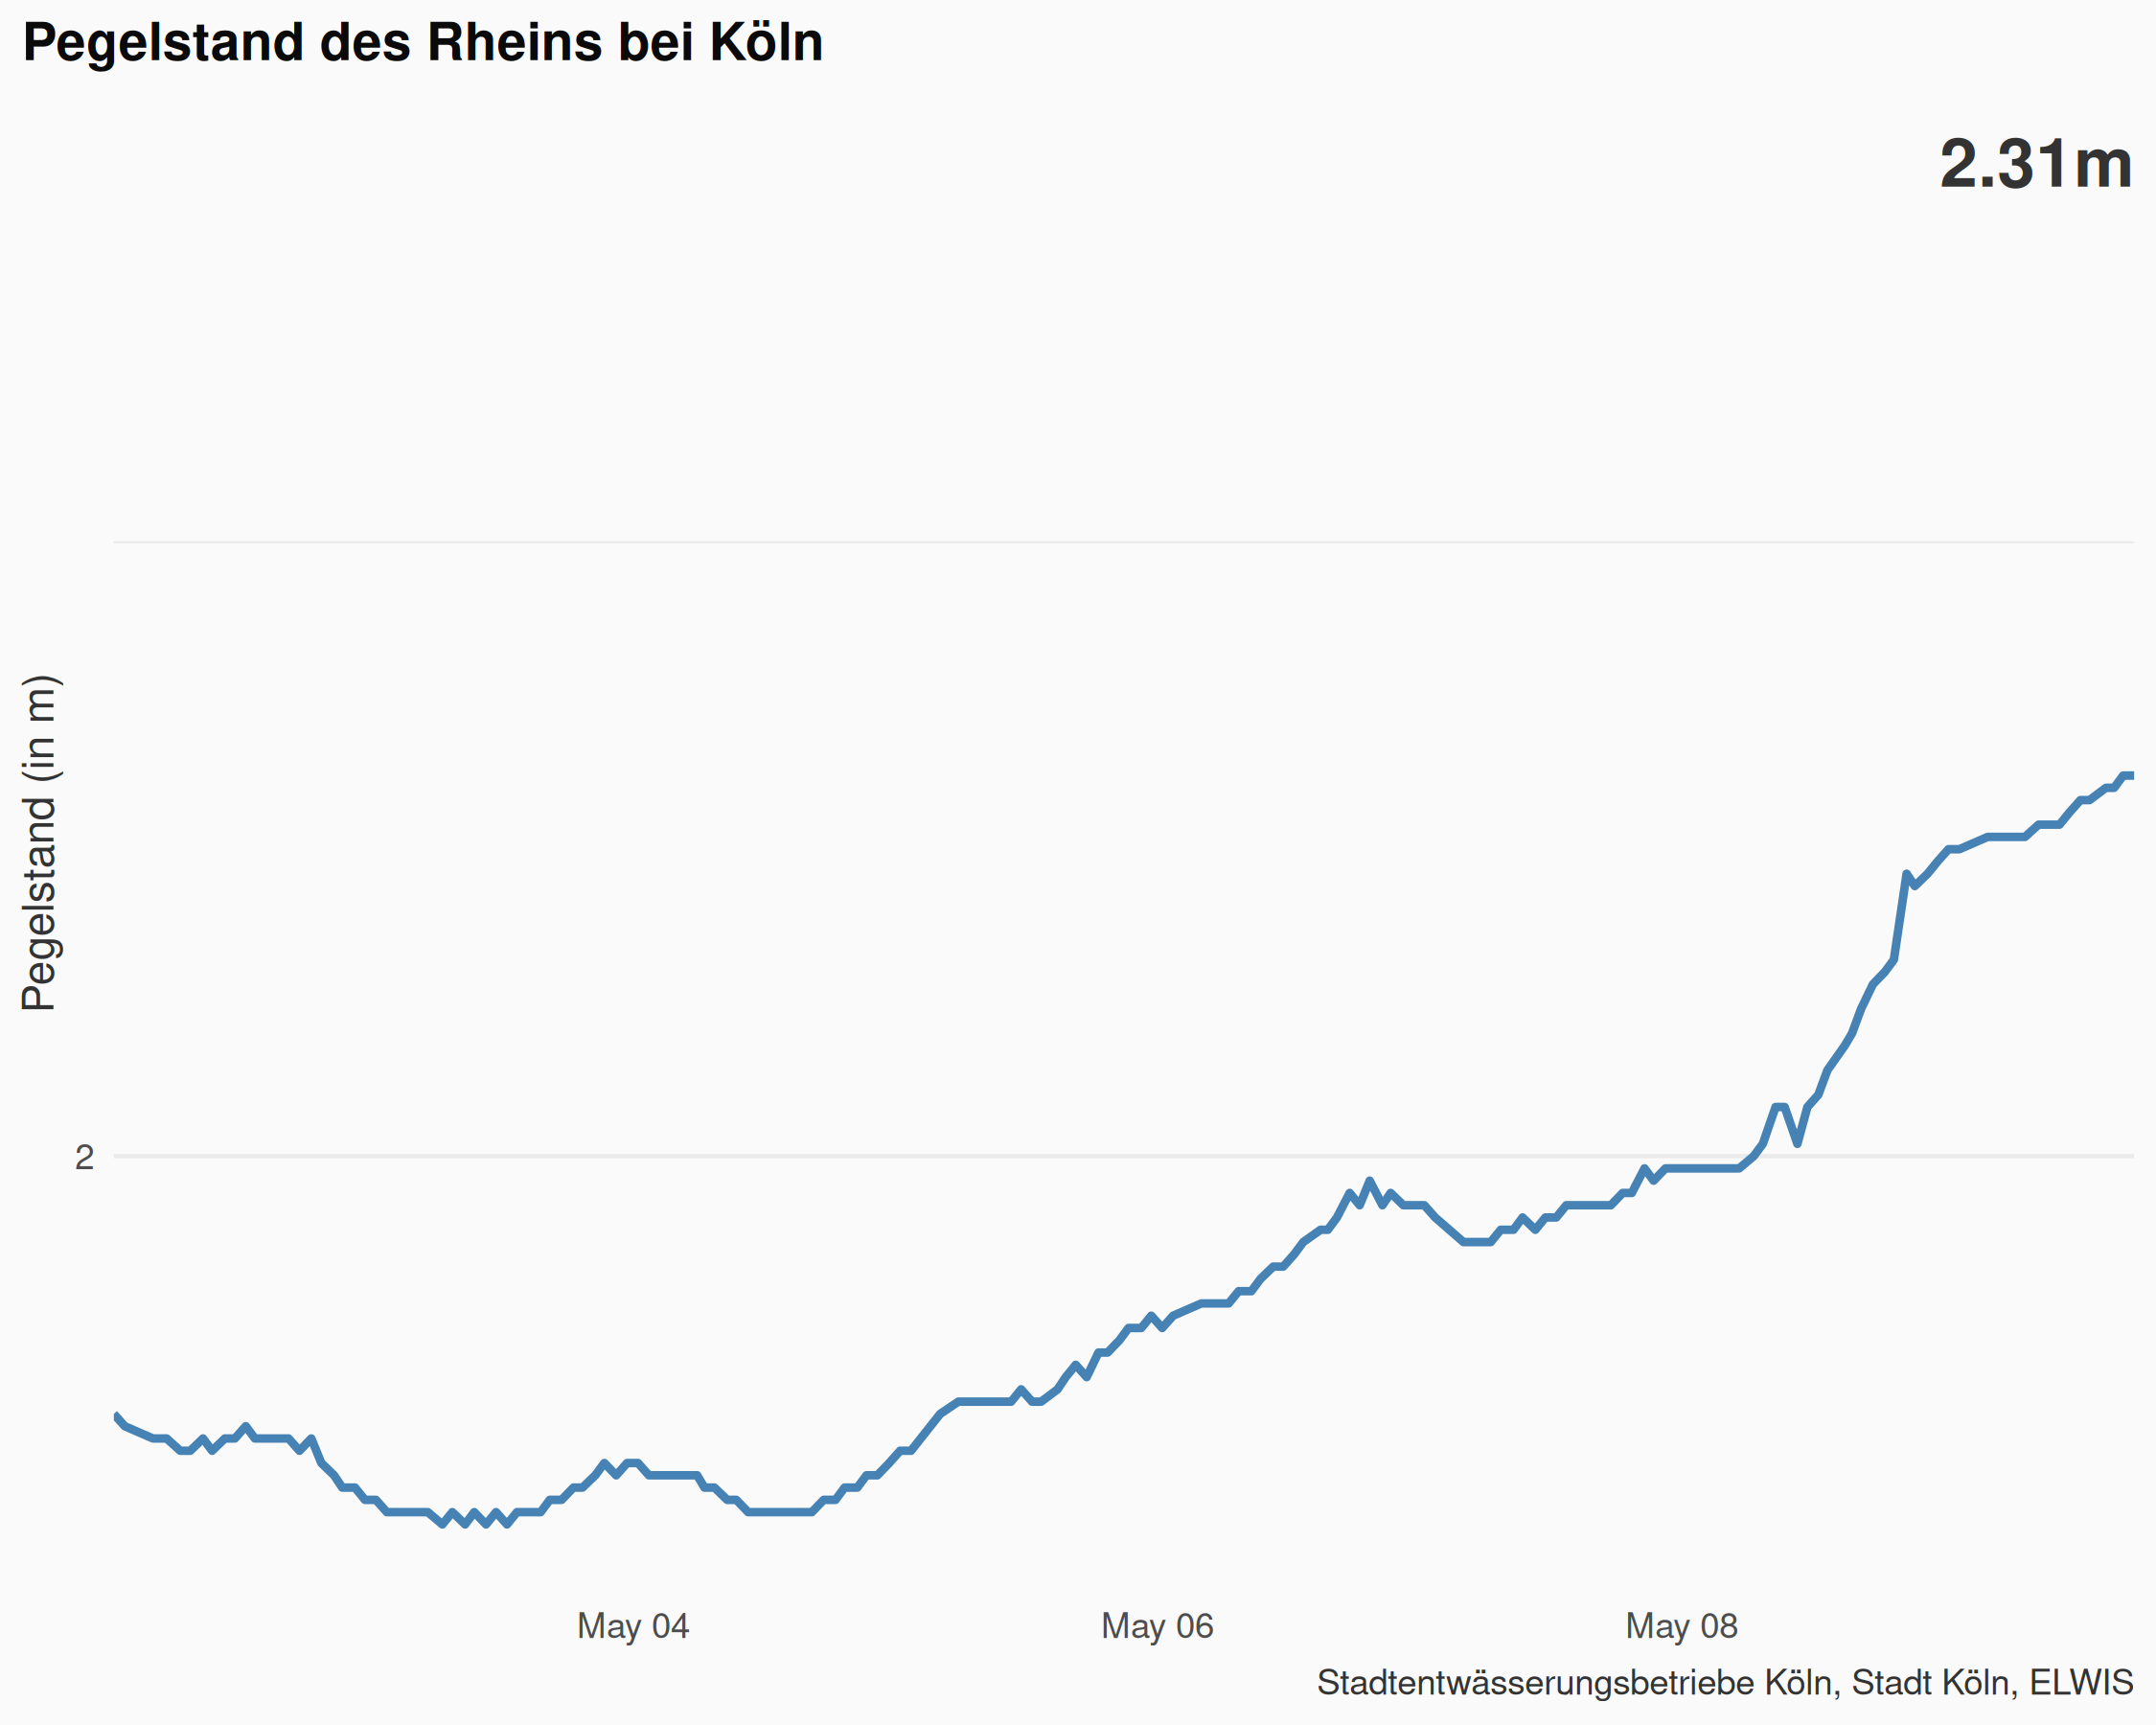 Pegelstand des Rheins bei Köln
2.31m
Pegelstand (in m)
2
May 04
May 06
May 08
Stadtentwässerungsbetriebe Köln, Stadt Köln, ELWIS